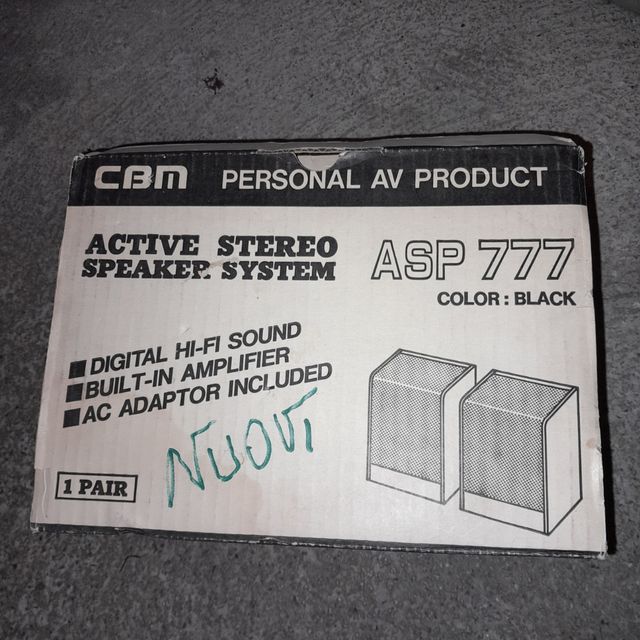 CBM PERSONAL AV PRODUCT
ACTIVE STEREO
SPEAKER. SYSTEM
ASP 777
COLOR : BLACK
DIGITAL HI-FI SOUND
BUILT-IN AMPLIFIER
AC ADAPTOR INCLUDED
NUOVI
1 PAIR